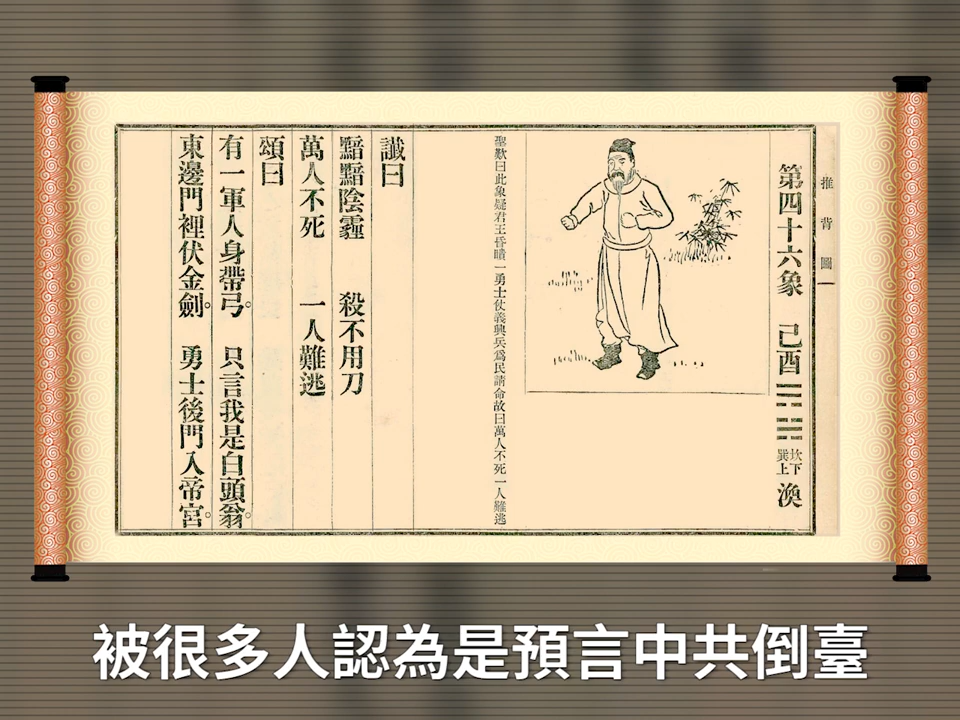 推背圖一
第四十六象 己酉 ䷺ 坎下巽上 渙
聖歎曰此象疑君王昏瞶一勇士仗義興兵爲民請命故曰萬人不死一人難逃
讖曰
黯黯陰霾 殺不用刀
萬人不死 一人難逃
頌曰
有一軍人身帶弓。 只言我是白頭翁。
東邊門裡伏金劍。 勇士後門入帝宮。
被很多人認為是預言中共倒臺